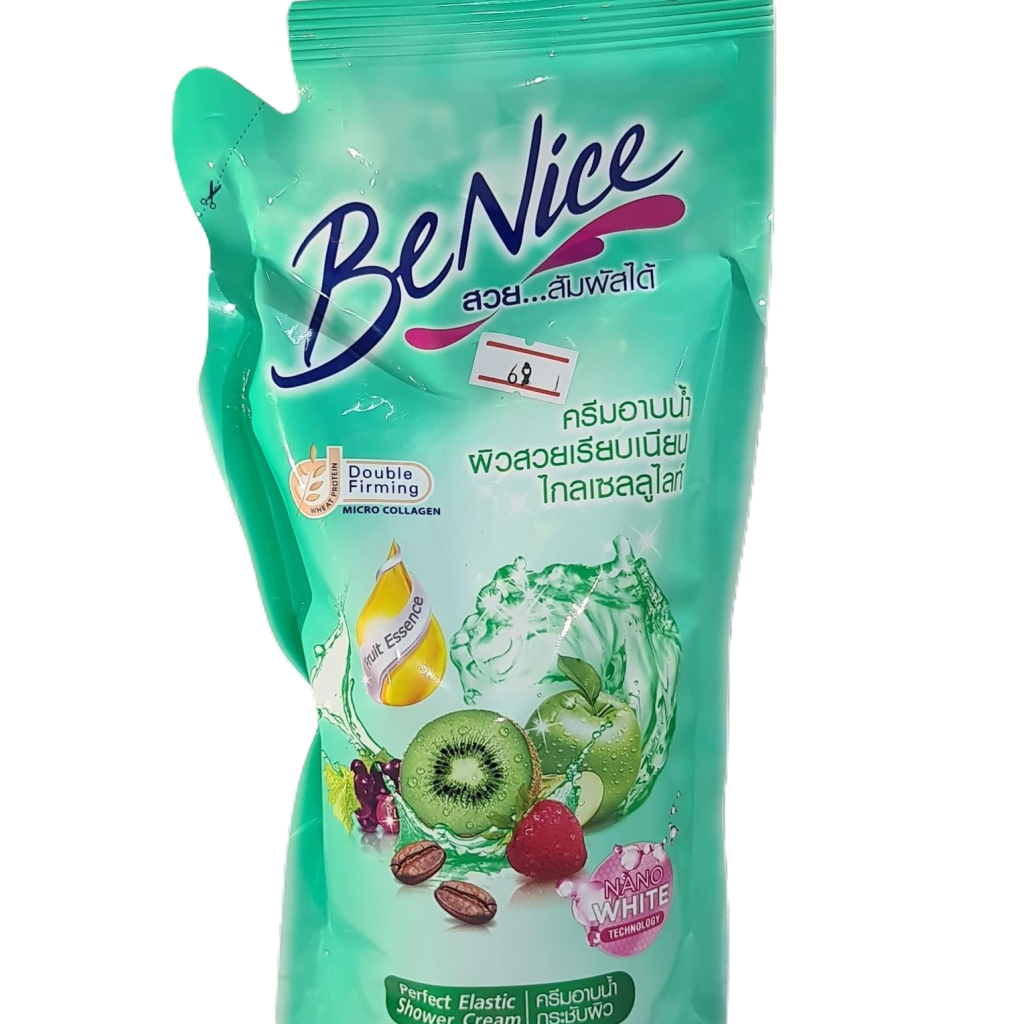 BeNice
สวย...สัมผัสได้
ครีมอาบน้ำ
ผิวสวยเรียบเนียน
ไกลเซลลูไลท์
WHEAT PROTEIN
Double
Firming
MICRO COLLAGEN
Fruit Essence
NANO
WHITE
TECHNOLOGY
Perfect Elastic
Shower Cream
ครีมอาบน้ำ
กระชับผิว